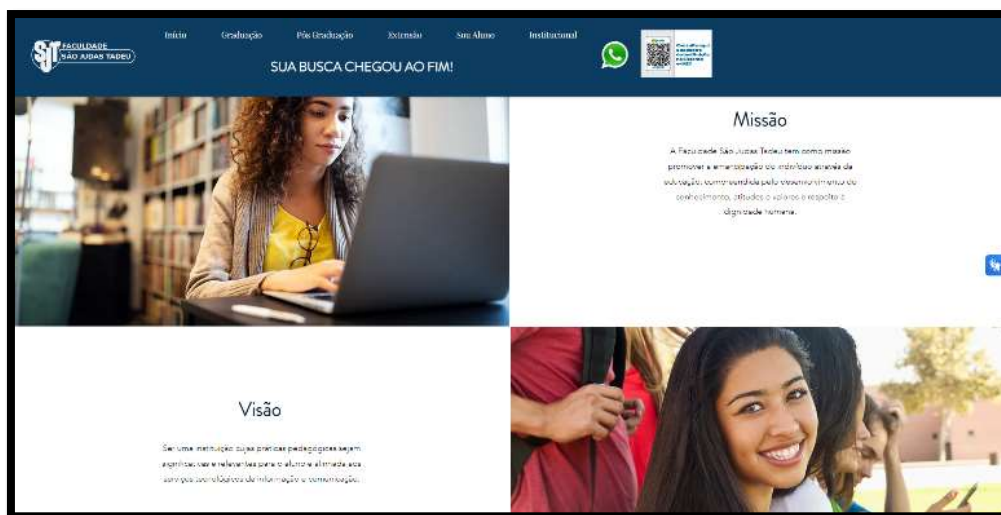 Início Graduação Pós Graduação Extensão Sou Aluno Institucional
SJT FACULDADE
SÃO JUDAS TADEU
SUA BUSCA CHEGOU AO FIM!
Missão
A Faculdade São Judas Tadeu tem como missão
promover a emancipação do indivíduo através da
educação, compreendida pelo desenvolvimento do
conhecimento, atitudes e valores e respeito à
dignidade humana.
Visão
Ser uma instituição cujas práticas pedagógicas sejam
significativas e relevantes para o aluno e alinhada aos
serviços tecnológicos de informação e comunicação.